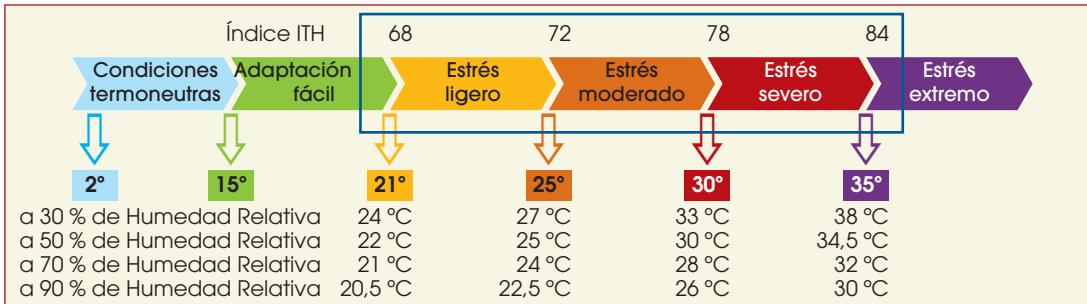 Índice ITH 68 72 78 84
Condiciones termoneutras
Adaptación fácil
Estrés ligero
Estrés moderado
Estrés severo
Estrés extremo
2° 15° 21° 25° 30° 35°
a 30 % de Humedad Relativa 24 °C 27 °C 33 °C 38 °C
a 50 % de Humedad Relativa 22 °C 25 °C 30 °C 34,5 °C
a 70 % de Humedad Relativa 21 °C 24 °C 28 °C 32 °C
a 90 % de Humedad Relativa 20,5 °C 22,5 °C 26 °C 30 °C